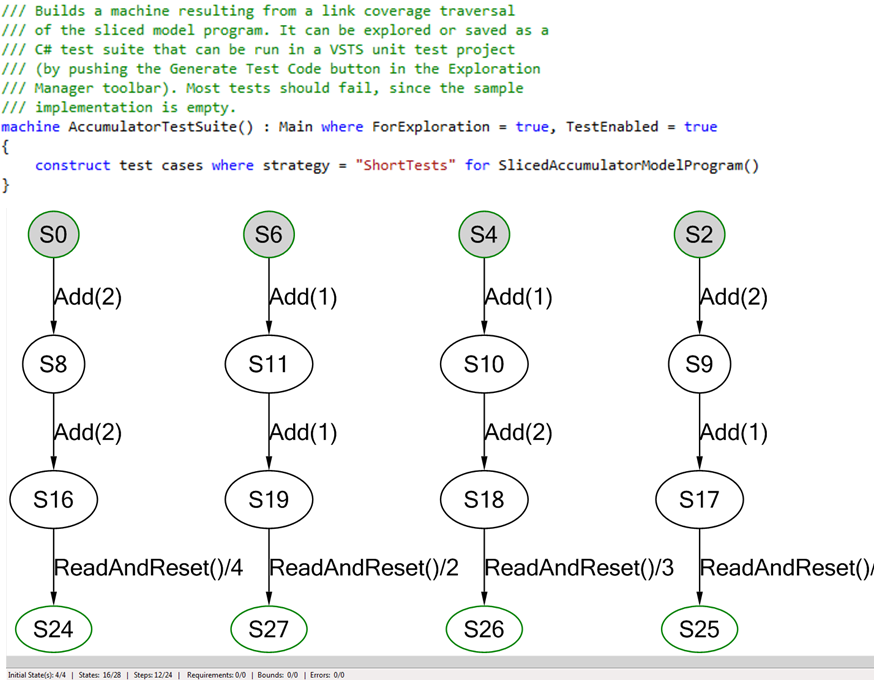 /// Builds a machine resulting from a link coverage traversal
/// of the sliced model program. It can be explored or saved as a
/// C# test suite that can be run in a VSTS unit test project
/// (by pushing the Generate Test Code button in the Exploration
/// Manager toolbar). Most tests should fail, since the sample
/// implementation is empty.
machine AccumulatorTestSuite() : Main where ForExploration = true, TestEnabled = true
{
construct test cases where strategy = "ShortTests" for SlicedAccumulatorModelProgram()
}
S0 S6 S4 S2
Add(2) Add(1) Add(1) Add(2)
S8 S11 S10 S9
Add(2) Add(1) Add(2) Add(1)
S16 S19 S18 S17
ReadAndReset()/4 ReadAndReset()/2 ReadAndReset()/3 ReadAndReset()/
S24 S27 S26 S25
Initial State(s): 4/4 | States: 16/28 | Steps: 12/24 | Requirements: 0/0 | Bounds: 0/0 | Errors: 0/0